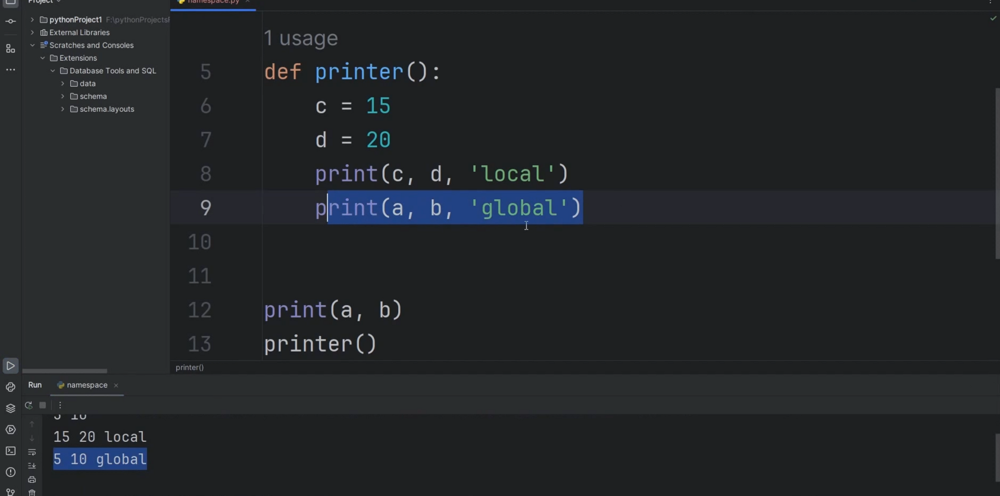 Project
namespace.py
pythonProject1 F:\pythonProjects
External Libraries
Scratches and Consoles
Extensions
Database Tools and SQL
data
schema
schema.layouts
1 usage
5 def printer():
6 c = 15
7 d = 20
8 print(c, d, 'local')
9 print(a, b, 'global')
10
11
12 print(a, b)
13 printer()
printer()
Run namespace
5 10
15 20 local
5 10 global